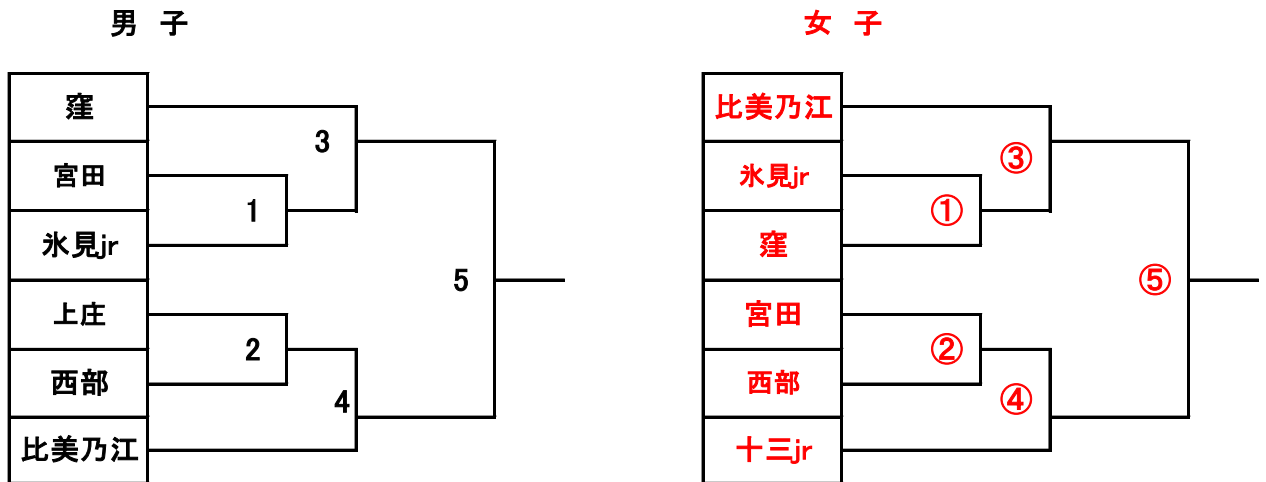 男 子
窪
宮田
氷見jr
上庄
西部
比美乃江
3
1
2
4
5
女 子
比美乃江
氷見jr
窪
宮田
西部
十三jr
③
①
②
④
⑤